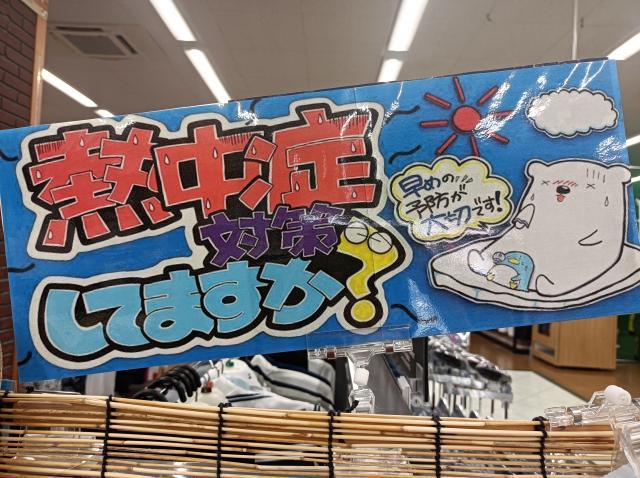 熱中症
対策
してますか?
早めの
予防が
大切です!